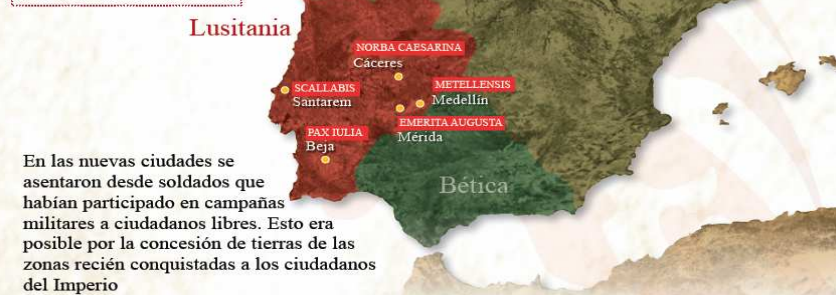 Lusitania
NORBA CAESARINA
Cáceres
SCALLABIS
Santarem
METELLENSIS
Medellín
EMERITA AUGUSTA
Mérida
PAX IULIA
Beja
Bética
En las nuevas ciudades se
asentaron desde soldados que
habían participado en campañas
militares a ciudadanos libres. Esto era
posible por la concesión de tierras de las
zonas recién conquistadas a los ciudadanos
del Imperio